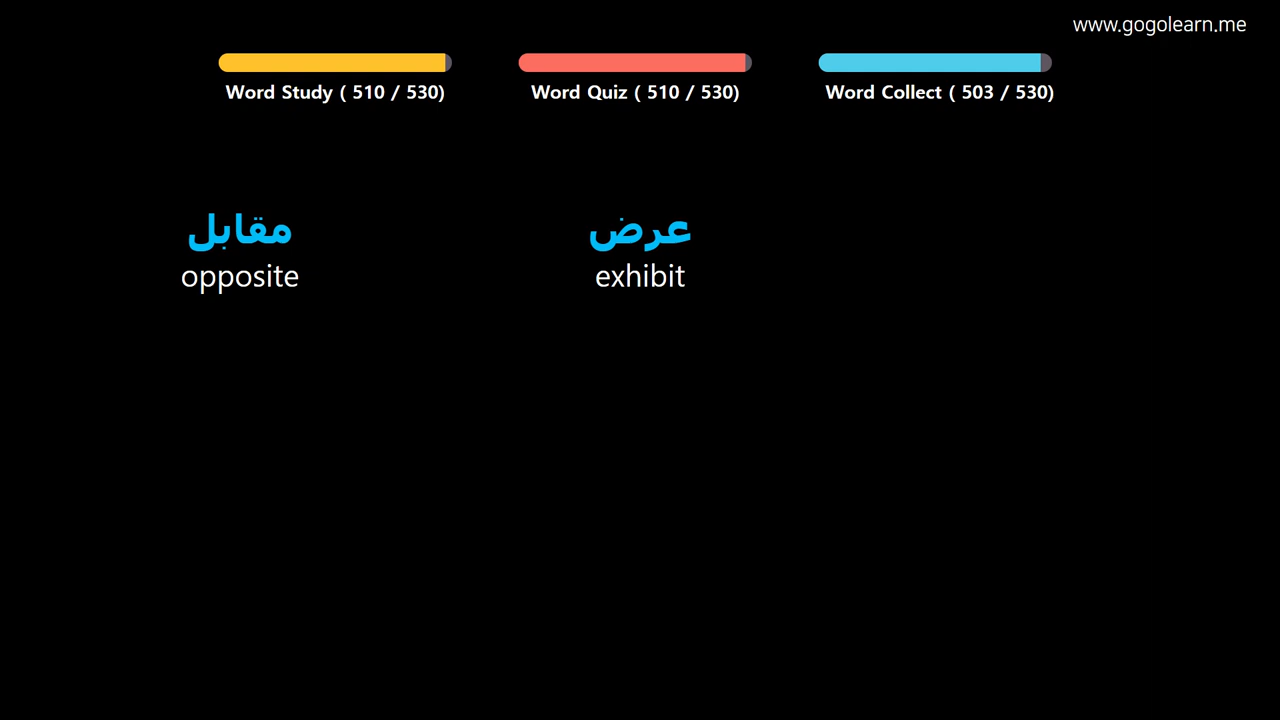 www.gogolearn.me
Word Study ( 510 / 530)
Word Quiz ( 510 / 530)
Word Collect ( 503 / 530)
مقابل
opposite
عرض
exhibit